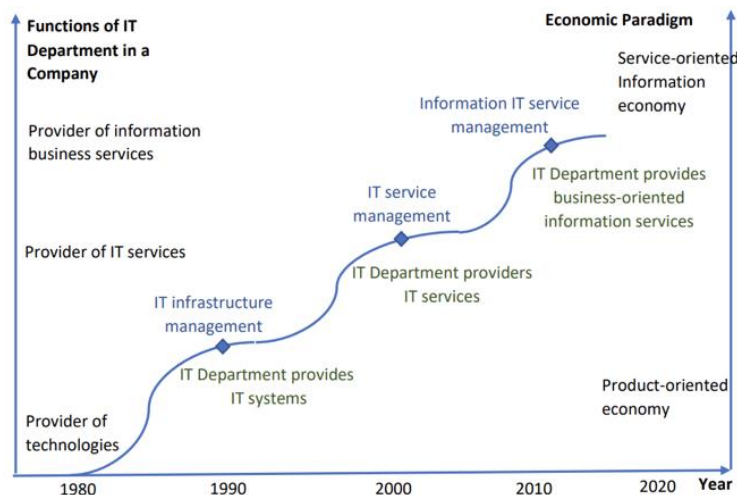 Functions of IT
Department in a
Company
Economic Paradigm
Service-oriented
Information
economy
Information IT service
management
Provider of information
business services
IT Department provides
business-oriented
information services
IT service
management
Provider of IT services
IT Department providers
IT services
IT infrastructure
management
IT Department provides
IT systems
Product-oriented
economy
Provider of
technologies
1980
1990
2000
2010
2020
Year